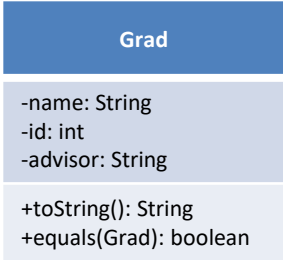 Grad
-name: String
-id: int
-advisor: String
+toString(): String
+equals(Grad): boolean